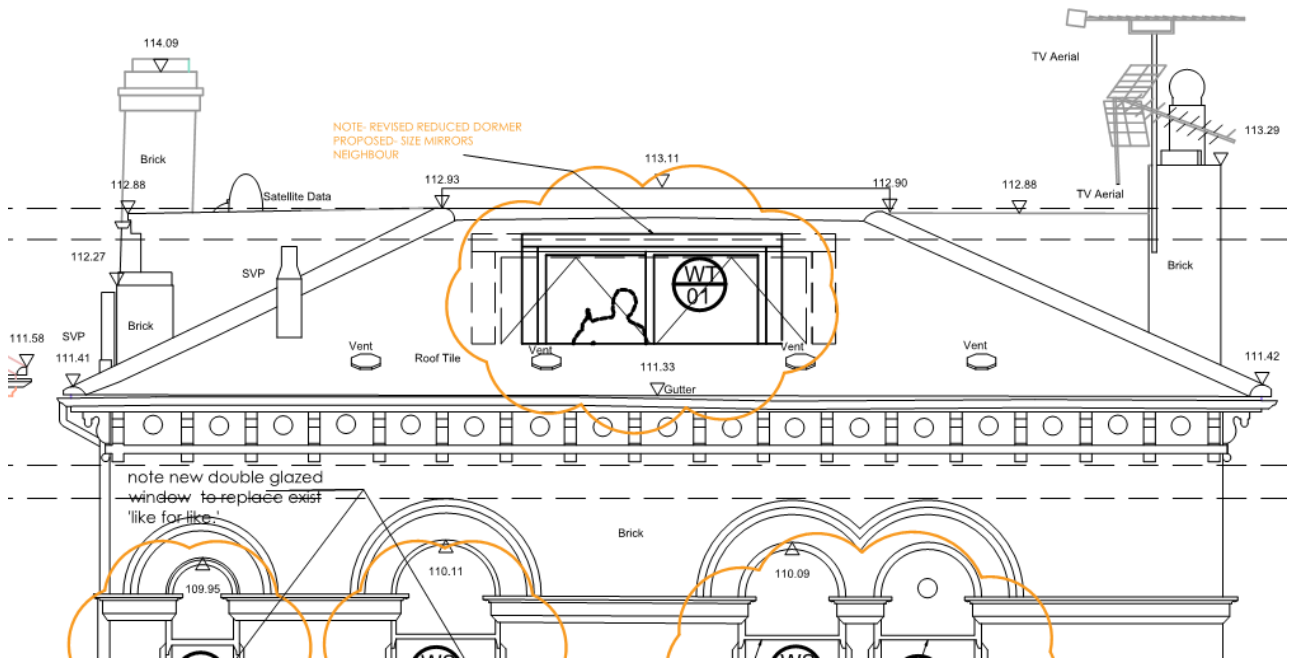 114.09
TV Aerial
NOTE- REVISED REDUCED DORMER
PROPOSED- SIZE MIRRORS
NEIGHBOUR
113.29
Brick
113.11
112.88
112.93
112.90
112.88
Satellite Data
TV Aerial
112.27
SVP
WT
01
Brick
Brick
111.58
SVP
111.41
Vent
Roof Tile
Vent
Vent
Vent
111.33
111.42
Gutter
note new double glazed
window to replace exist
'like for like.'
Brick
109.95
110.11
110.09